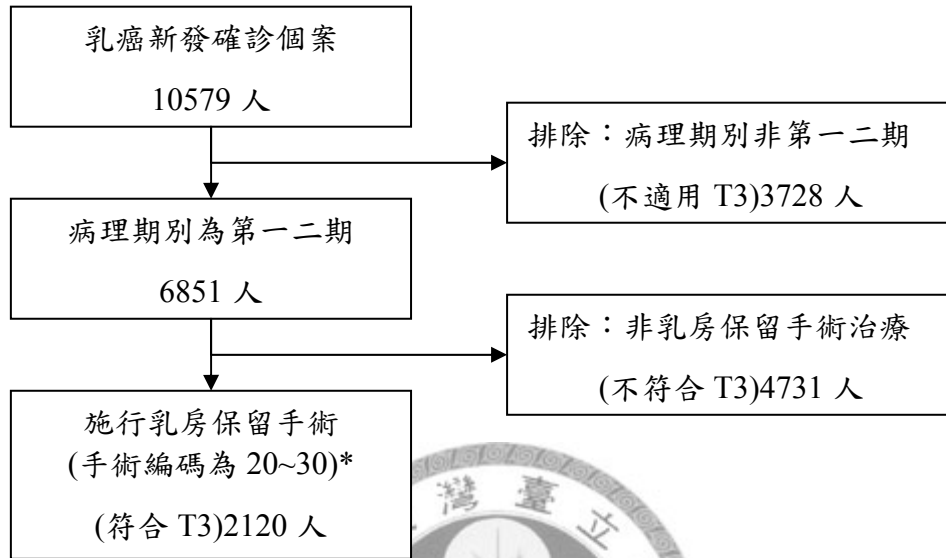 乳癌新發確診個案
10579 人
排除：病理期別非第一二期
(不適用 T3)3728 人
病理期別為第一二期
6851 人
排除：非乳房保留手術治療
(不符合 T3)4731 人
施行乳房保留手術
(手術編碼為 20~30)*
(符合 T3)2120 人
灣臺立